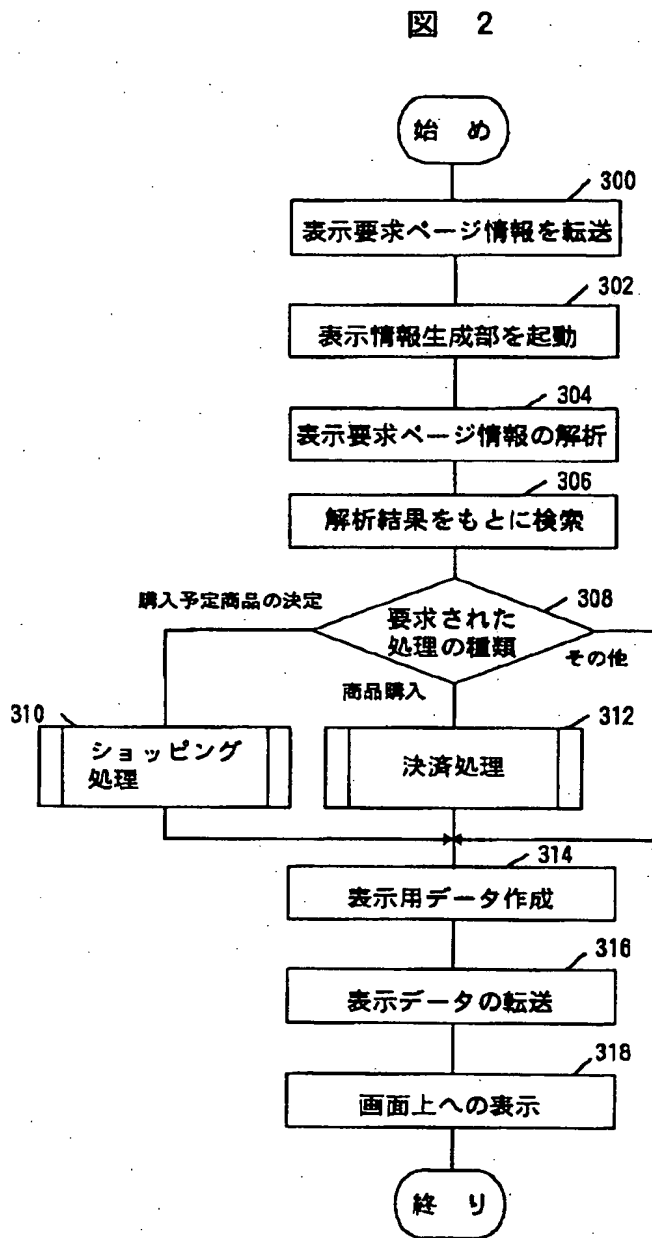 図 2
始 め
300
表示要求ページ情報を転送
302
表示情報生成部を起動
304
表示要求ページ情報の解析
306
解析結果をもとに検索
308
購入予定商品の決定
要求された
処理の種類
その他
商品購入
310
ショッピング
処理
312
決済処理
314
表示用データ作成
316
表示データの転送
318
画面上への表示
終 り